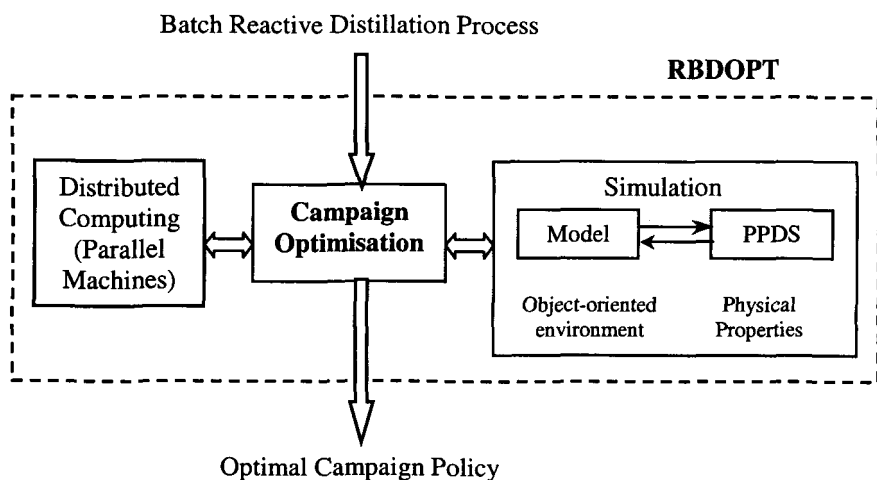 Batch Reactive Distillation Process
RBDOPT
Distributed
Computing
(Parallel
Machines)
Campaign
Optimisation
Simulation
Model
PPDS
Object-oriented
environment
Physical
Properties
Optimal Campaign Policy